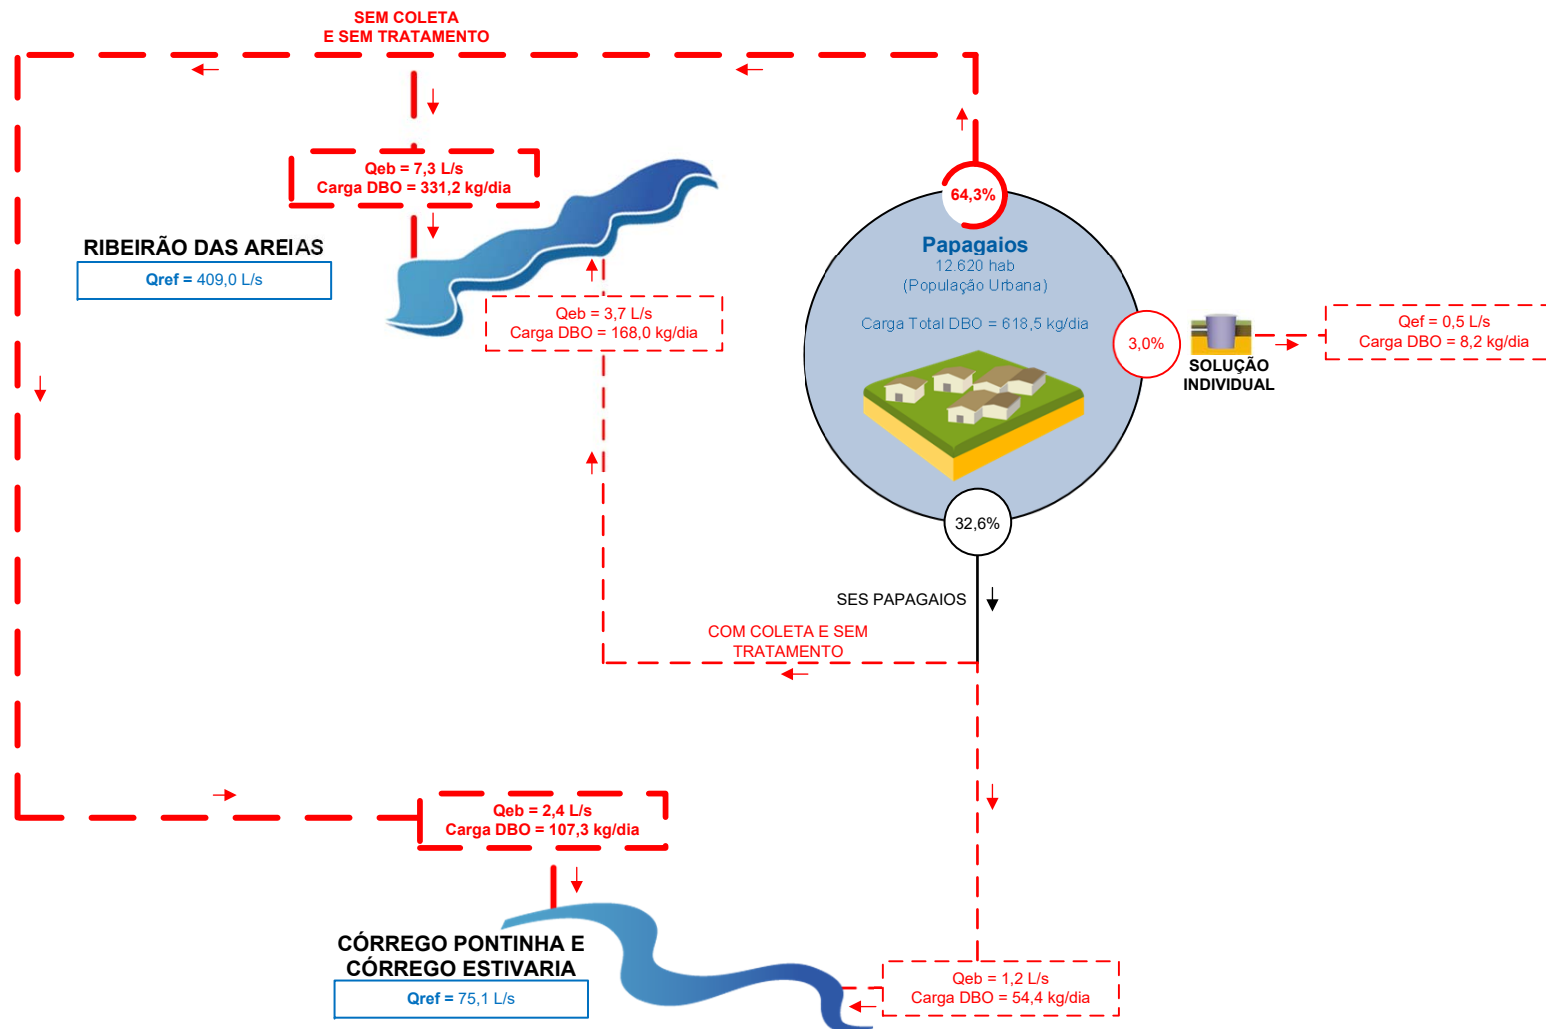 SEM COLETA
E SEM TRATAMENTO
Qeb = 7,3 L/s
Carga DBO = 331,2 kg/dia
RIBEIRÃO DAS AREIAS
Qref = 409,0 L/s
Qeb = 3,7 L/s
Carga DBO = 168,0 kg/dia
64,3%
Papagaios
12.620 hab
(População Urbana)
Carga Total DBO = 618,5 kg/dia
3,0%
SOLUÇÃO
INDIVIDUAL
Qef = 0,5 L/s
Carga DBO = 8,2 kg/dia
32,6%
SES PAPAGAIOS
COM COLETA E SEM
TRATAMENTO
Qeb = 2,4 L/s
Carga DBO = 107,3 kg/dia
CÓRREGO PONTINHA E
CÓRREGO ESTIVARIA
Qref = 75,1 L/s
Qeb = 1,2 L/s
Carga DBO = 54,4 kg/dia